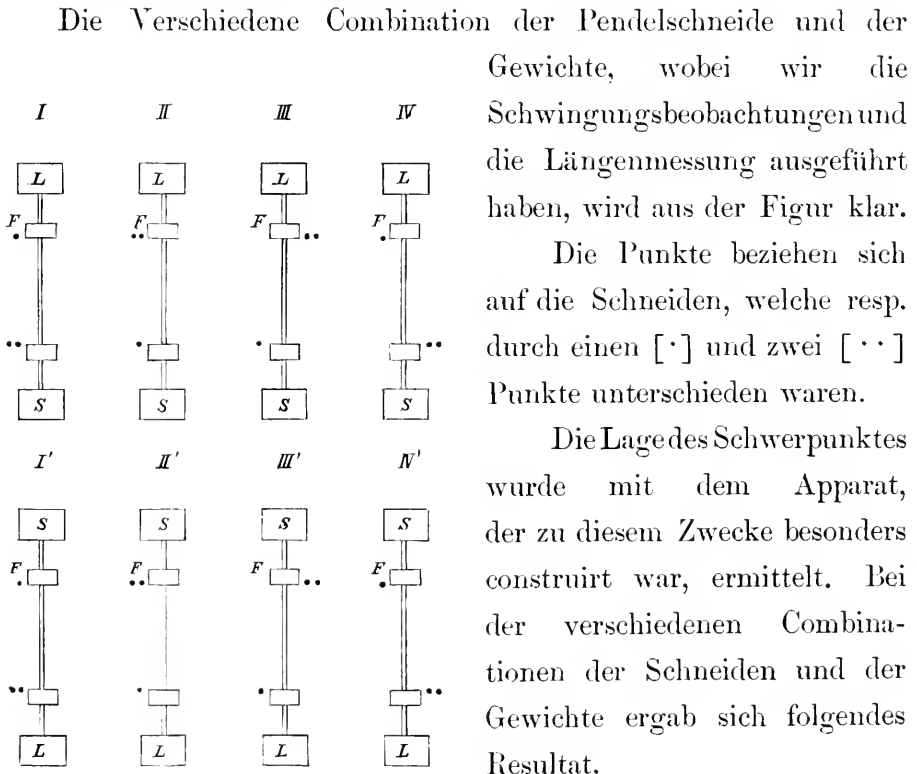 Die Verschiedene Combination der Pendelschneide und der
Gewichte, wobei wir die
Schwingungsbeobachtungen und
die Längenmessung ausgeführt
haben, wird aus der Figur klar.
Die Punkte beziehen sich
auf die Schneiden, welche resp.
durch einen [·] und zwei [· ·]
Punkte unterschieden waren.
Die Lage des Schwerpunktes
wurde mit dem Apparat,
der zu diesem Zwecke besonders
construirt war, ermittelt. Bei
der verschiedenen Combina-
tionen der Schneiden und der
Gewichte ergab sich folgendes
Resultat.
I II III IV
L L L L
F F F F
S S S S
I' II' III' IV'
S S S S
F F F F
L L L L